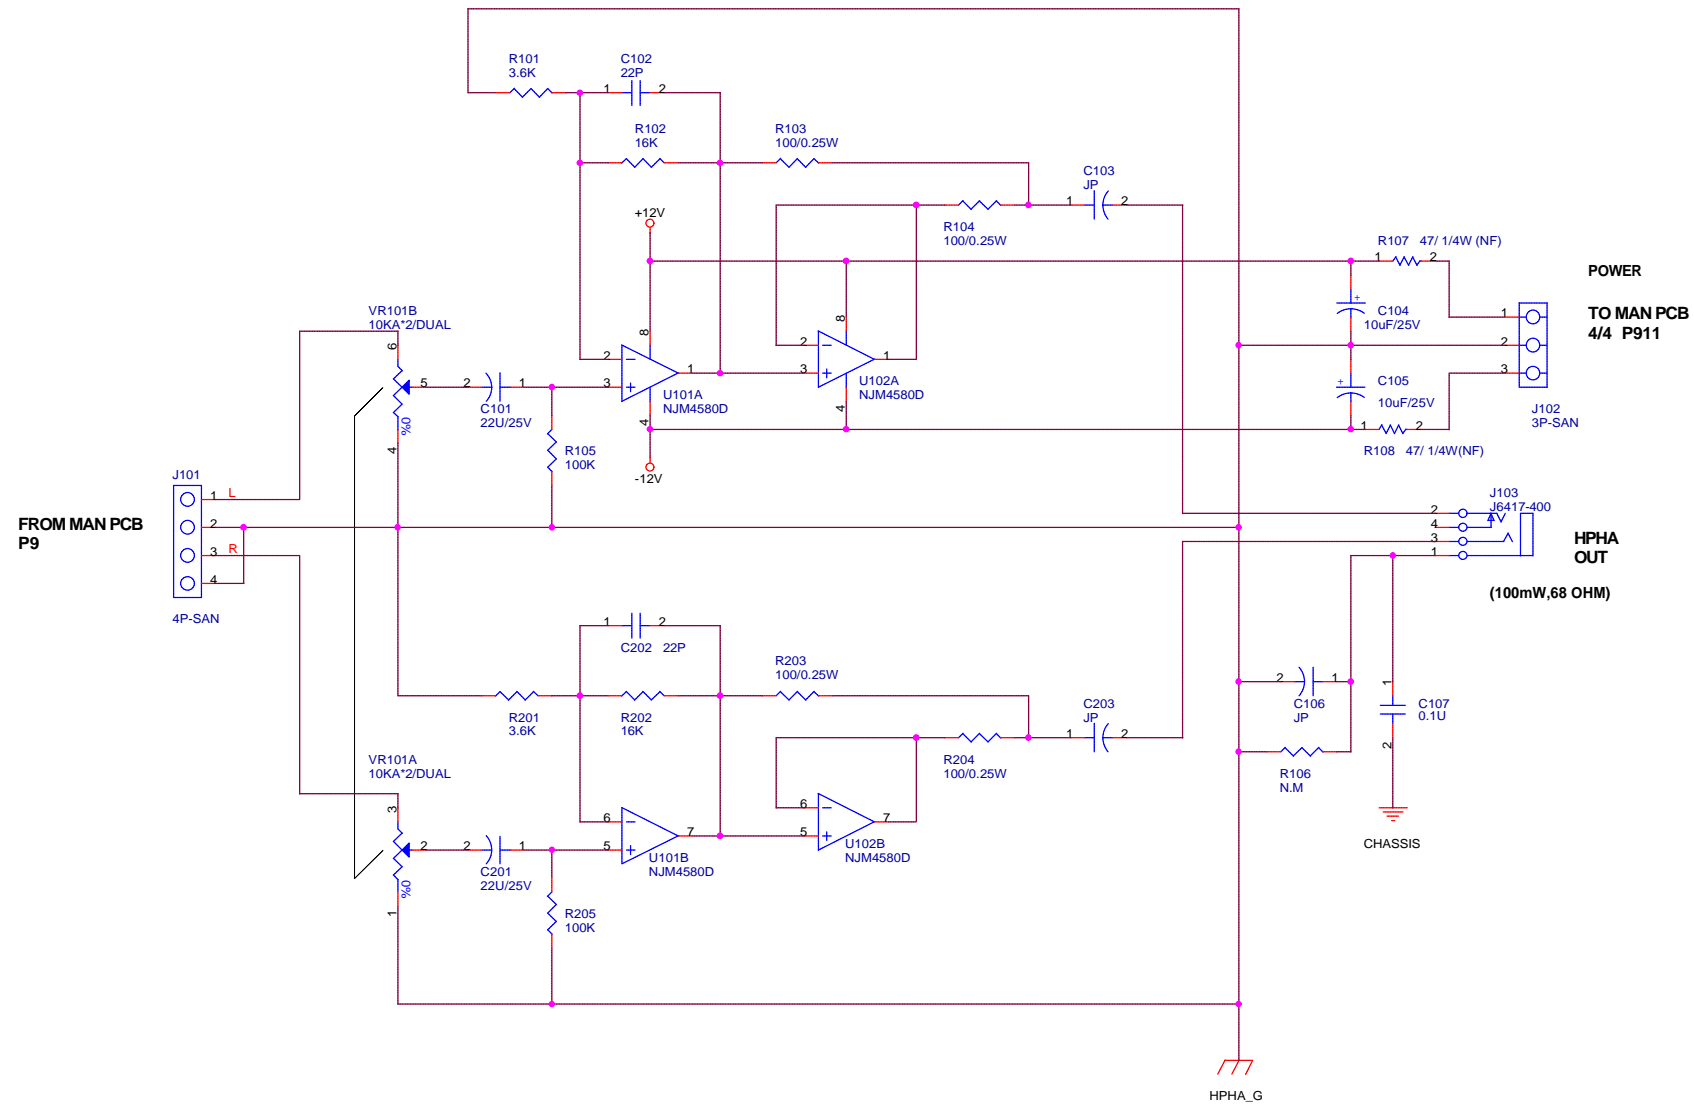 R101
3.6K
1
C102
22P
2
R102
16K
R103
100/0.25W
C103
JP
1
2
+12V
R104
100/0.25W
R107 47/ 1/4W (NF)
1
2
POWER
VR101B
10KA*2/DUAL
6
5
0%
4
2
1
C101
22U/25V
R105
100K
2
3
8
1
4
U101A
NJM4580D
-12V
2
3
8
1
4
U102A
NJM4580D
+
C104
10uF/25V
+
C105
10uF/25V
1
2
R108 47/ 1/4W(NF)
1
2
3
TO MAN PCB
4/4 P911
J102
3P-SAN
J101
1
L
2
3
R
4
4P-SAN
FROM MAN PCB
P9
J103
J6417-400
2
4
3
1
HPHA
OUT
(100mW,68 OHM)
1
2
C202 22P
R203
100/0.25W
R201
3.6K
R202
16K
C203
JP
1
2
R204
100/0.25W
2
1
C106
JP
R106
N.M
1
C107
0.1U
2
CHASSIS
VR101A
10KA*2/DUAL
3
2
0%
1
2
1
C201
22U/25V
R205
100K
6
5
7
U101B
NJM4580D
6
5
7
U102B
NJM4580D
HPHA_G